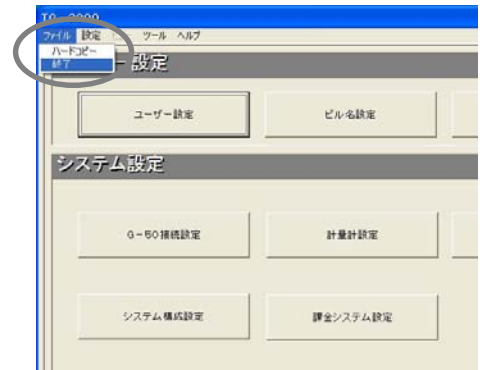 TG-2000
ファイル 設定 ツール ヘルプ
ハードコピー
終了
ー設定
ユーザー設定 ビル名設定
システム設定
G-50接続設定 計量計設定
システム構成設定 課金システム設定